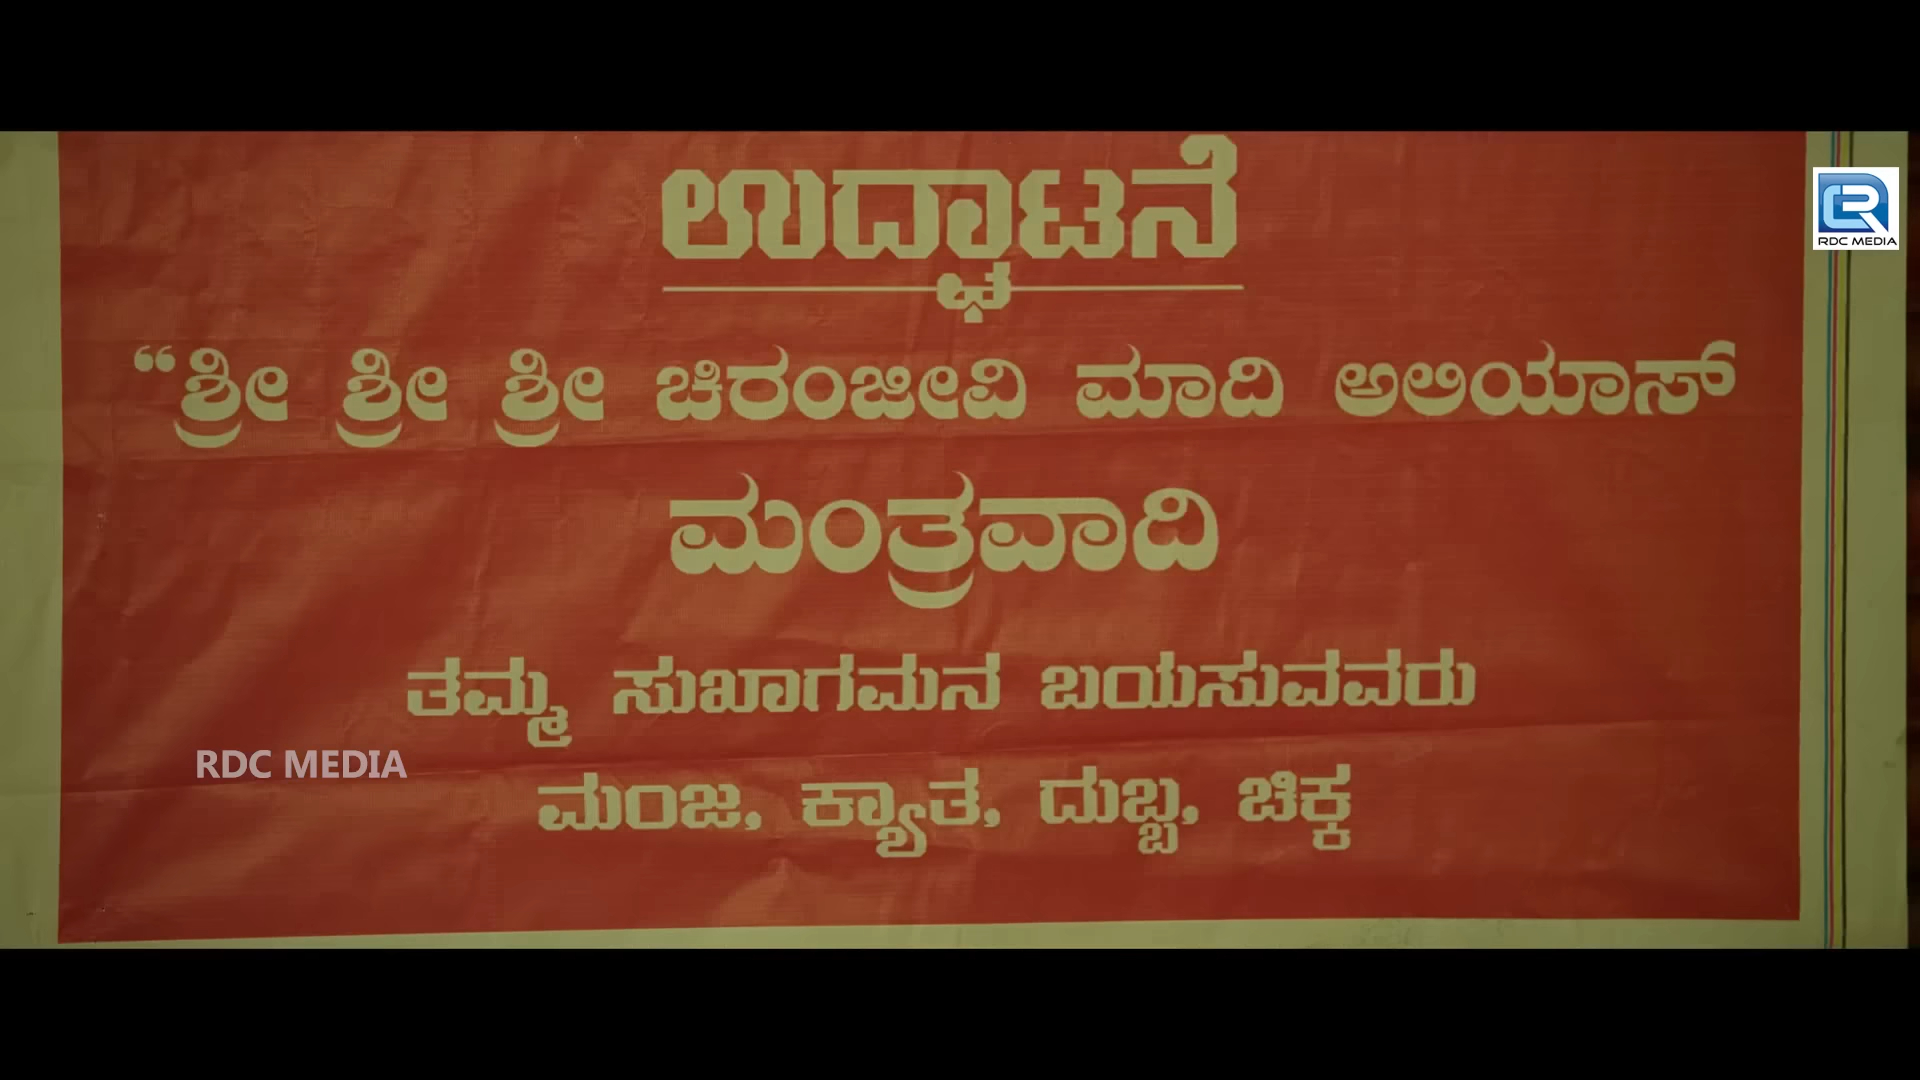 ಉದ್ಘಾಟನೆ
RDC MEDIA
“ಶ್ರೀ ಶ್ರೀ ಶ್ರೀ ಚಿರಂಜೀವಿ ಮಾದಿ ಅಲಿಯಾಸ್
ಮಂತ್ರವಾದಿ
ತಮ್ಮ ಸುಖಾಗಮನ ಬಯಸುವವರು
RDC MEDIA
ಮಂಜ, ಕ್ಯಾತ, ದುಬ್ಬ, ಚಿಕ್ಕ